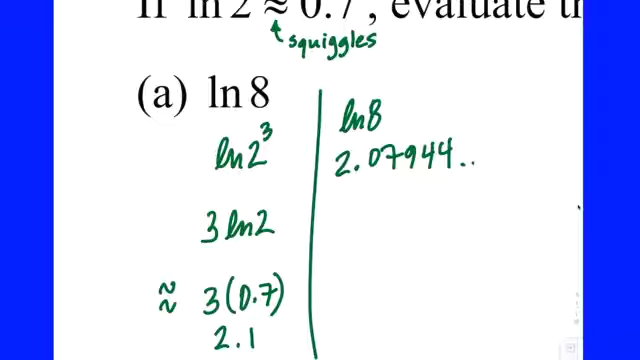 If ln 2 ≈ 0.7, evaluate th
squiggles
(a) ln 8
ln 2³
3 ln 2
≈ 3(0.7)
2.1
ln 8
2.07944..